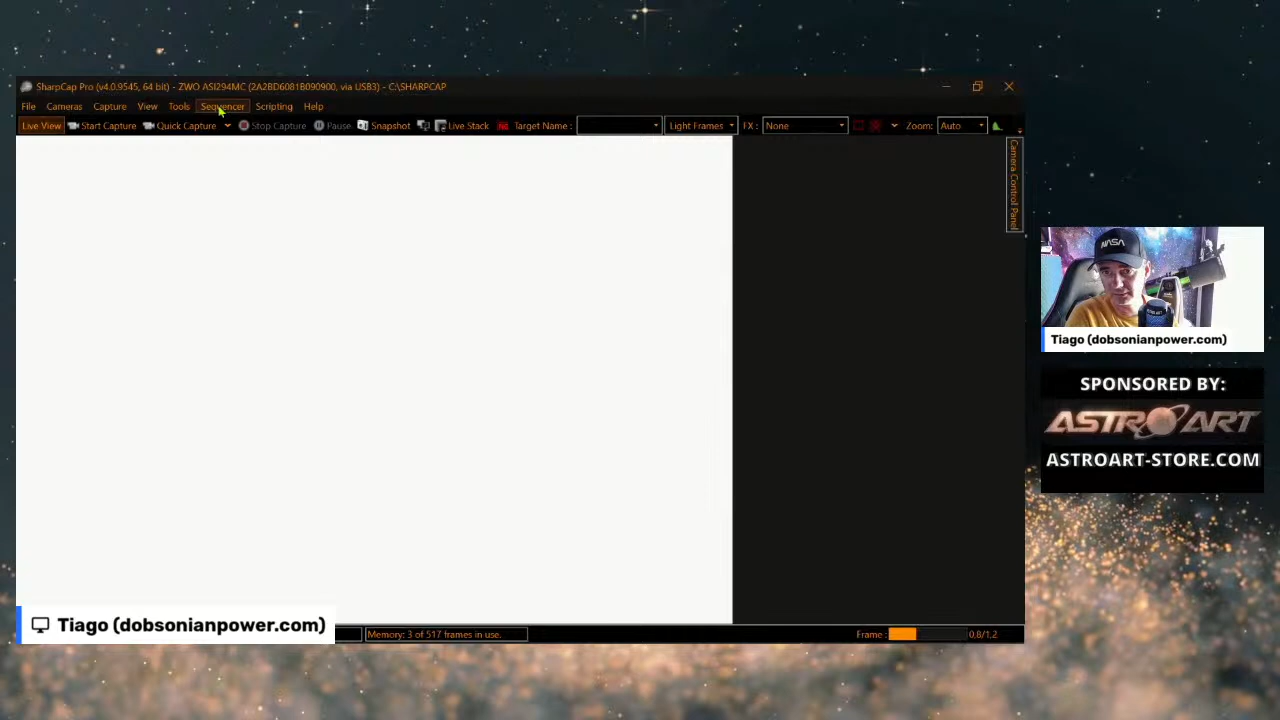 SharpCap Pro (v4.0.9545, 64 bit) - ZWO ASI294MC (2A2BD6081B090900, via USB3) - C:\SHARPCAP
File Cameras Capture View Tools Sequencer Scripting Help
Live View Start Capture Quick Capture Stop Capture Pause Snapshot Live Stack Target Name : Light Frames FX : None Zoom: Auto
Camera Control Panel
NASA
Tiago (dobsonianpower.com)
SPONSORED BY:
ASTROART
ASTROART-STORE.COM
Tiago (dobsonianpower.com)
Memory: 3 of 517 frames in use.
Frame : 0,8/1,2